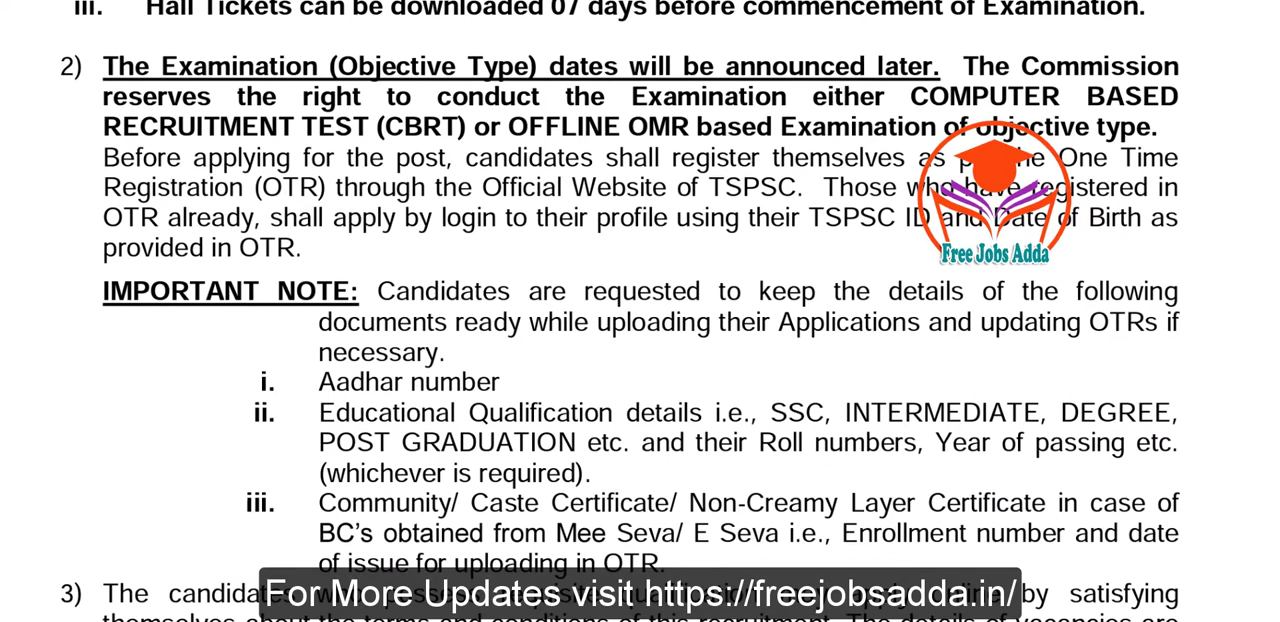 iii. Hall Tickets can be downloaded 07 days before commencement of Examination.
2) The Examination (Objective Type) dates will be announced later. The Commission
reserves the right to conduct the Examination either COMPUTER BASED
RECRUITMENT TEST (CBRT) or OFFLINE OMR based Examination of objective type.
Before applying for the post, candidates shall register themselves as the One Time
Registration (OTR) through the Official Website of TSPSC. Those who have registered in
OTR already, shall apply by login to their profile using their TSPSC ID and Date of Birth as
provided in OTR.
Free Jobs Adda
IMPORTANT NOTE: Candidates are requested to keep the details of the following
documents ready while uploading their Applications and updating OTRs if
necessary.
i. Aadhar number
ii. Educational Qualification details i.e., SSC, INTERMEDIATE, DEGREE,
POST GRADUATION etc. and their Roll numbers, Year of passing etc.
(whichever is required).
iii. Community/ Caste Certificate/ Non-Creamy Layer Certificate in case of
BC's obtained from Mee Seva/ E Seva i.e., Enrollment number and date
of issue for uploading in OTR.
3) The by satisfying
For More Updates visit https://freejobsadda.in/